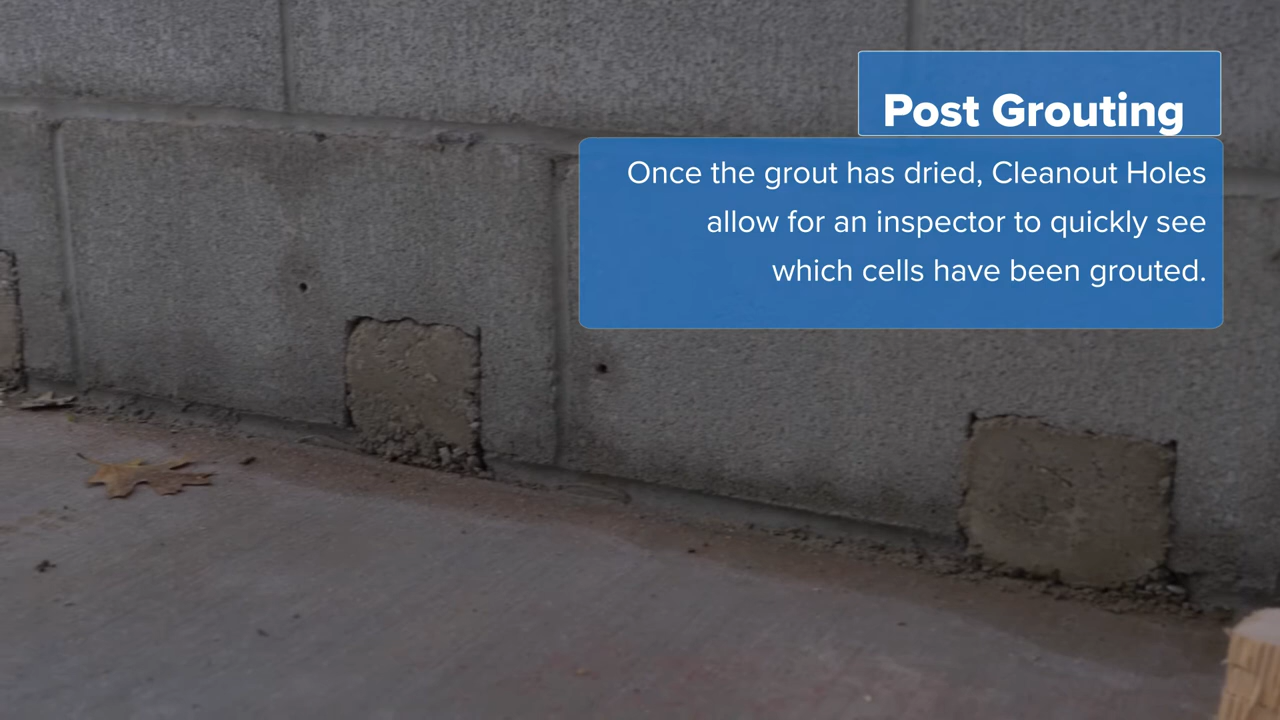 Post Grouting
Once the grout has dried, Cleanout Holes
allow for an inspector to quickly see
which cells have been grouted.